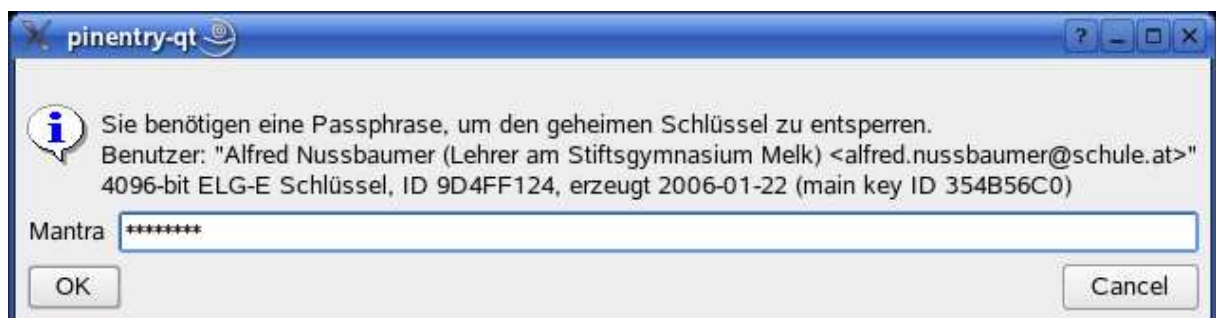 pinentry-qt
Sie benötigen eine Passphrase, um den geheimen Schlüssel zu entsperren.
Benutzer: "Alfred Nussbaumer (Lehrer am Stiftsgymnasium Melk) <alfred.nussbaumer@schule.at>"
4096-bit ELG-E Schlüssel, ID 9D4FF124, erzeugt 2006-01-22 (main key ID 354B56C0)
Mantra ********
OK Cancel